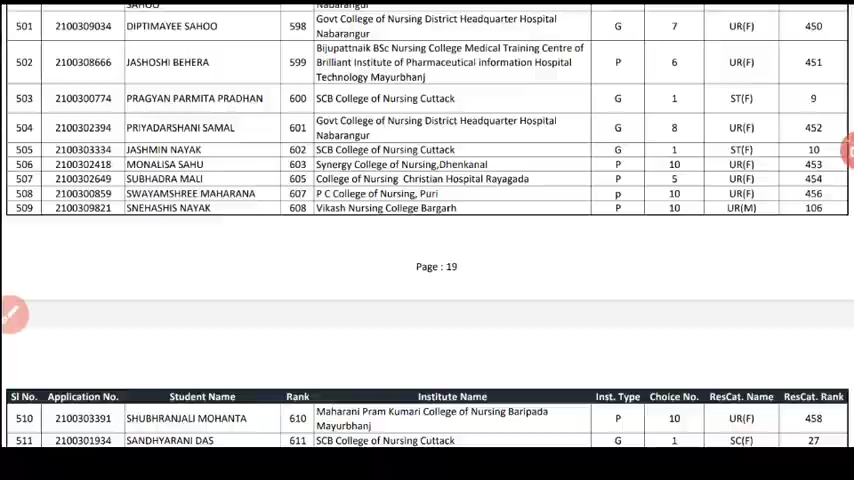 SAHOO
Nabarangur
501 2100309034 DIPTIMAYEE SAHOO 598 Govt College of Nursing District Headquarter Hospital Nabarangur G 7 UR(F) 450
502 2100308666 JASHOSHI BEHERA 599 Bijupattnaik BSc Nursing College Medical Training Centre of Brilliant Institute of Pharmaceutical information Hospital Technology Mayurbhanj P 6 UR(F) 451
503 2100300774 PRAGYAN PARMITA PRADHAN 600 SCB College of Nursing Cuttack G 1 ST(F) 9
504 2100302394 PRIYADARSHANI SAMAL 601 Govt College of Nursing District Headquarter Hospital Nabarangur G 8 UR(F) 452
505 2100303334 JASHMIN NAYAK 602 SCB College of Nursing Cuttack G 1 ST(F) 10
506 2100302418 MONALISA SAHU 603 Synergy College of Nursing,Dhenkanal P 10 UR(F) 453
507 2100302649 SUBHADRA MALI 605 College of Nursing Christian Hospital Rayagada P 5 UR(F) 454
508 2100300859 SWAYAMSHREE MAHARANA 607 P C College of Nursing, Puri p 10 UR(F) 456
509 2100309821 SNEHASHIS NAYAK 608 Vikash Nursing College Bargarh P 10 UR(M) 106
Page : 19
Sl No. Application No. Student Name Rank Institute Name Inst. Type Choice No. ResCat. Name ResCat. Rank
510 2100303391 SHUBHRANJALI MOHANTA 610 Maharani Pram Kumari College of Nursing Baripada Mayurbhanj P 10 UR(F) 458
511 2100301934 SANDHYARANI DAS 611 SCB College of Nursing Cuttack G 1 SC(F) 27